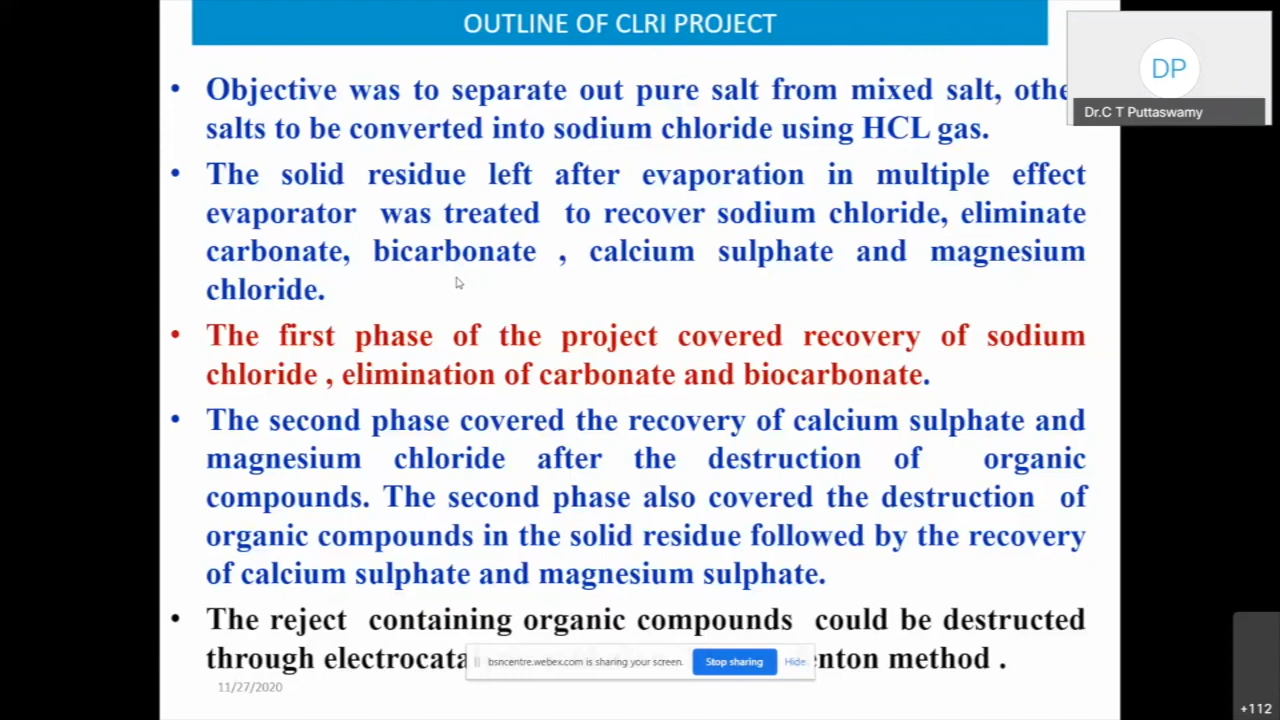 OUTLINE OF CLRI PROJECT
DP
Dr.C T Puttaswamy
• Objective was to separate out pure salt from mixed salt,
salts to be converted into sodium chloride using HCL gas.
• The solid residue left after evaporation in multiple effect
evaporator was treated to recover sodium chloride, eliminate
carbonate, bicarbonate , calcium sulphate and magnesium
chloride.
• The first phase of the project covered recovery of sodium
chloride , elimination of carbonate and biocarbonate.
• The second phase covered the recovery of calcium sulphate and
magnesium chloride after the destruction of organic
compounds. The second phase also covered the destruction of
organic compounds in the solid residue followed by the recovery
of calcium sulphate and magnesium sulphate.
• The reject containing organic compounds could be destructed
through method .
bsncentre.webex.com is sharing your screen. Stop sharing Hide
11/27/2020
+112